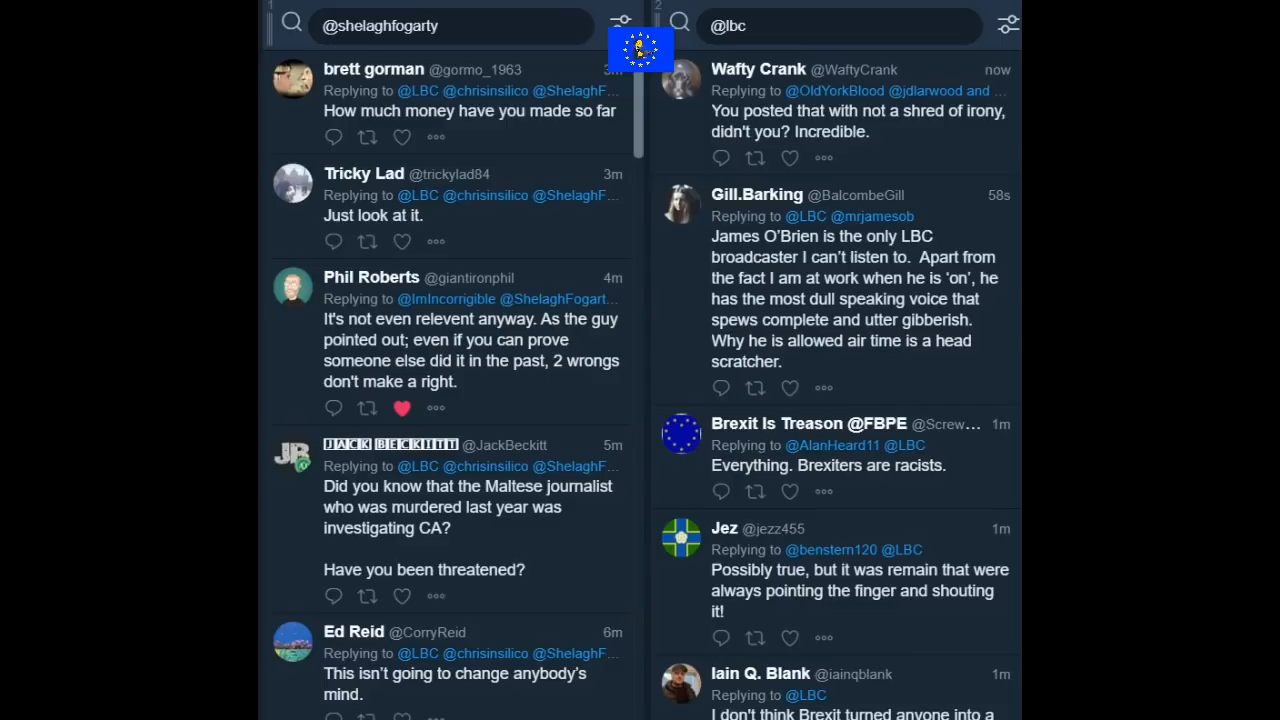 1
@shelaghfogarty
brett gorman @gormo_1963 3m
Replying to @LBC @chrisinsilico @ShelaghF...
How much money have you made so far
Tricky Lad @trickylad84 3m
Replying to @LBC @chrisinsilico @ShelaghF...
Just look at it.
Phil Roberts @giantironphil 4m
Replying to @ImIncorrigible @ShelaghFogart...
It's not even relevent anyway. As the guy
pointed out; even if you can prove
someone else did it in the past, 2 wrongs
don't make a right.
JACK BECKITT @JackBeckitt 5m
Replying to @LBC @chrisinsilico @ShelaghF...
Did you know that the Maltese journalist
who was murdered last year was
investigating CA?
Have you been threatened?
Ed Reid @CorryReid 6m
Replying to @LBC @chrisinsilico @ShelaghF...
This isn't going to change anybody's
mind.
2
@lbc
Wafty Crank @WaftyCrank now
Replying to @OldYorkBlood @jdlarwood and ...
You posted that with not a shred of irony,
didn't you? Incredible.
Gill.Barking @BalcombeGill 58s
Replying to @LBC @mrjamesob
James O'Brien is the only LBC
broadcaster I can't listen to.  Apart from
the fact I am at work when he is 'on', he
has the most dull speaking voice that
spews complete and utter gibberish.
Why he is allowed air time is a head
scratcher.
Brexit Is Treason @FBPE @Screw... 1m
Replying to @AlanHeard11 @LBC
Everything. Brexiters are racists.
Jez @jezz455 1m
Replying to @benstern120 @LBC
Possibly true, but it was remain that were
always pointing the finger and shouting
it!
Iain Q. Blank @iainqblank 1m
Replying to @LBC
I don't think Brexit turned anyone into a